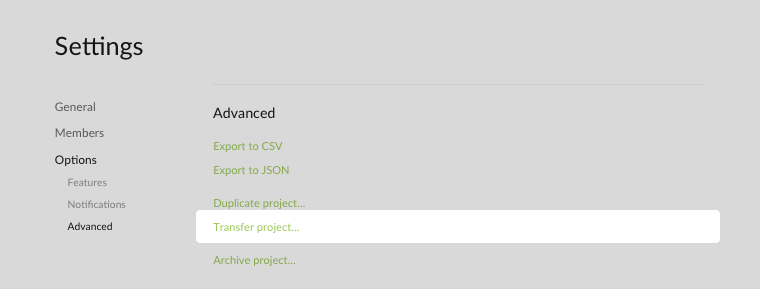 Settings
General
Members
Options
Features
Notifications
Advanced
Advanced
Export to CSV
Export to JSON
Duplicate project...
Transfer project...
Archive project...